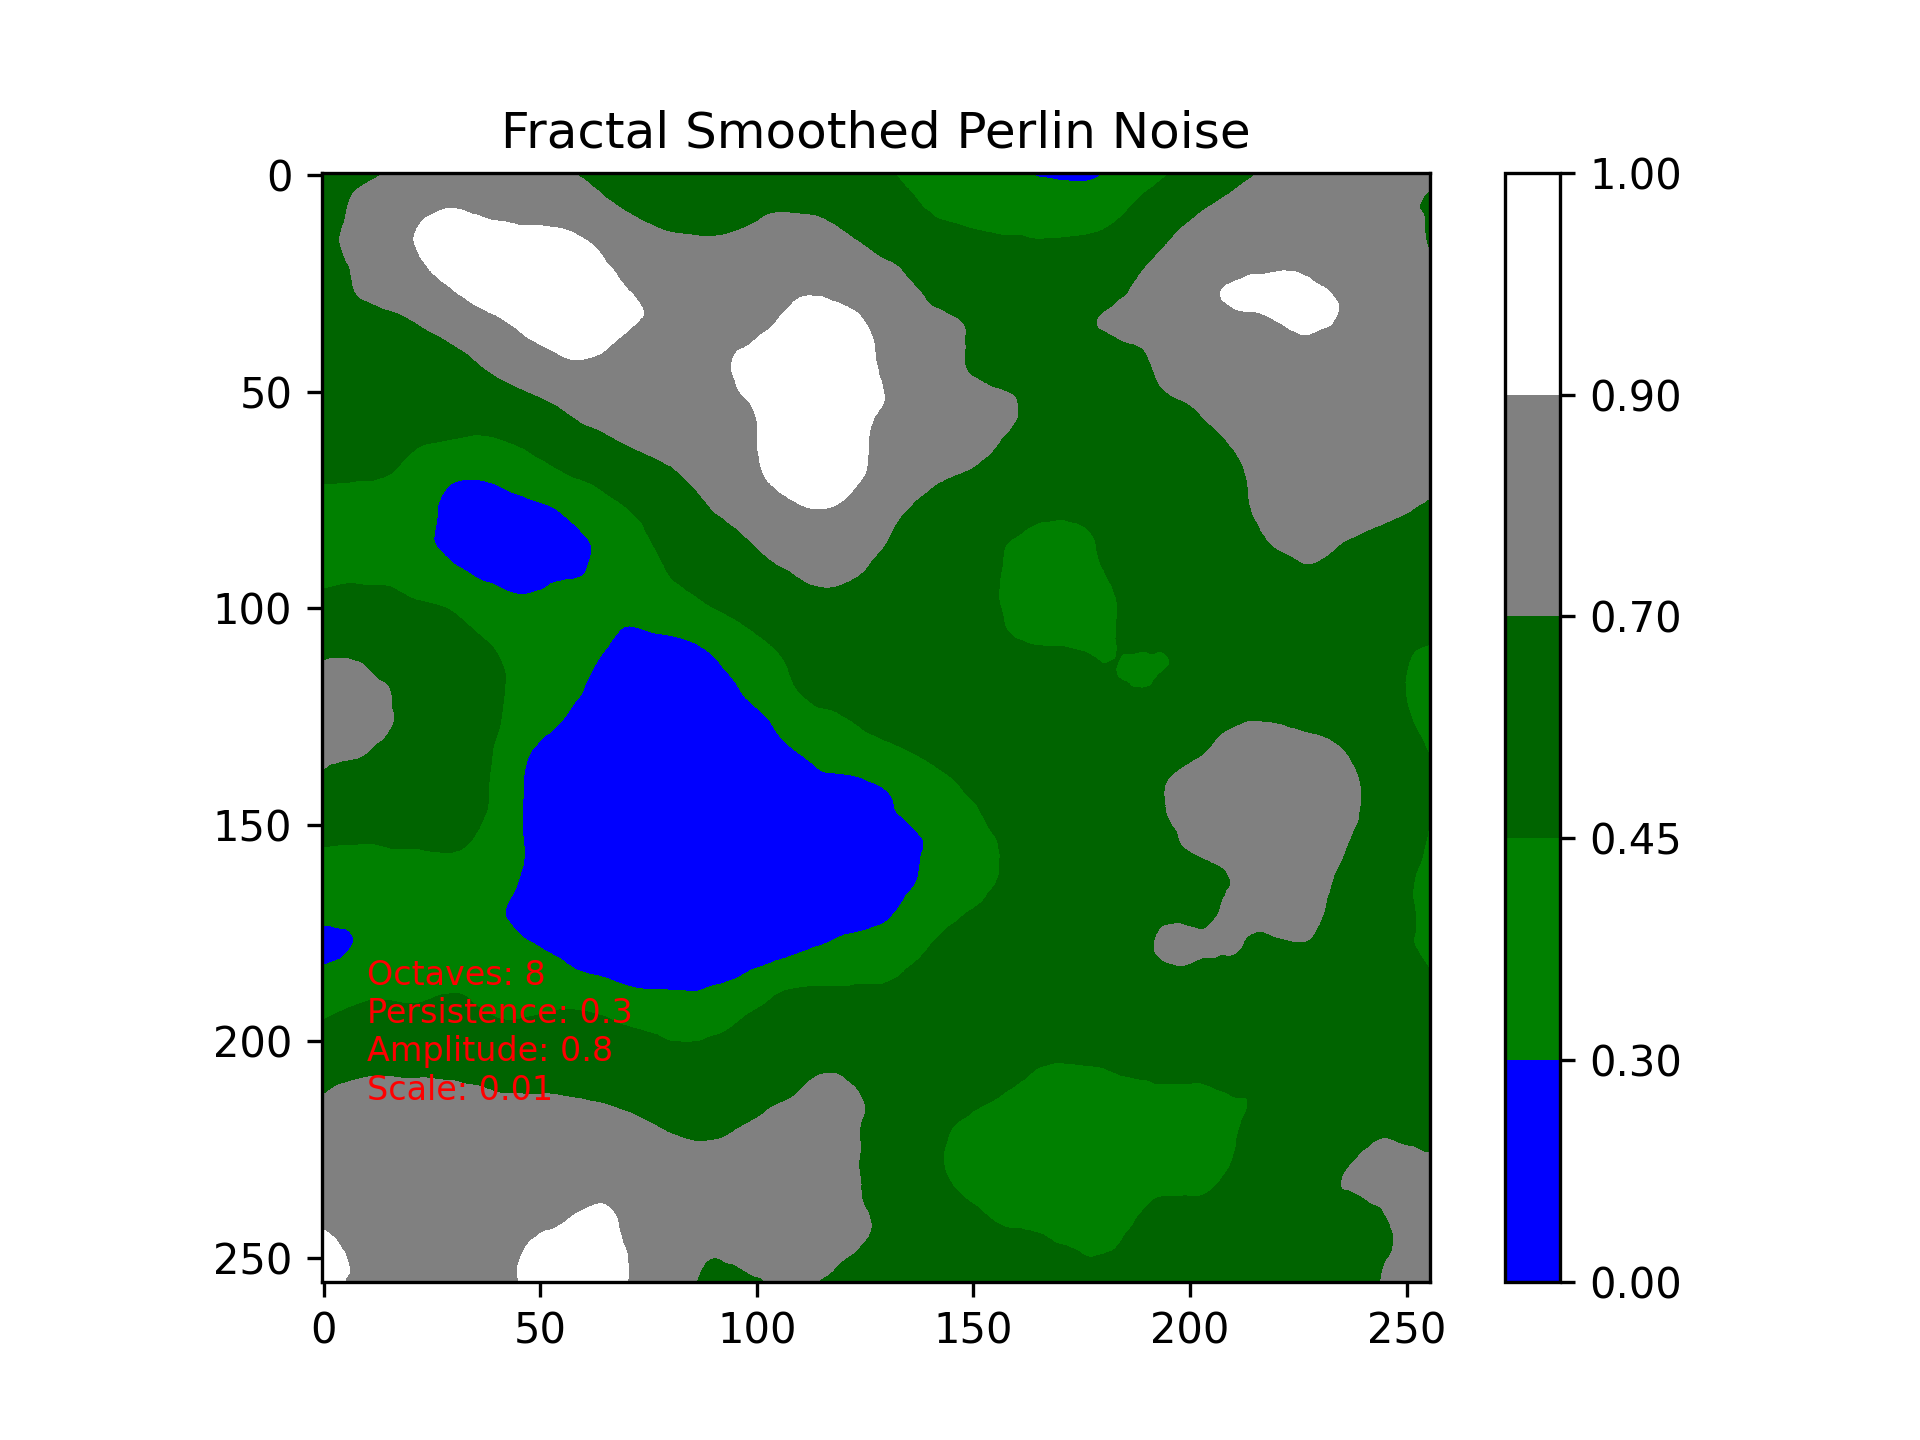 Fractal Smoothed Perlin Noise
0
50
100
150
200
250
Octaves: 8
Persistence: 0.3
Amplitude: 0.8
Scale: 0.01
0 50 100 150 200 250
1.00
0.90
0.70
0.45
0.30
0.00